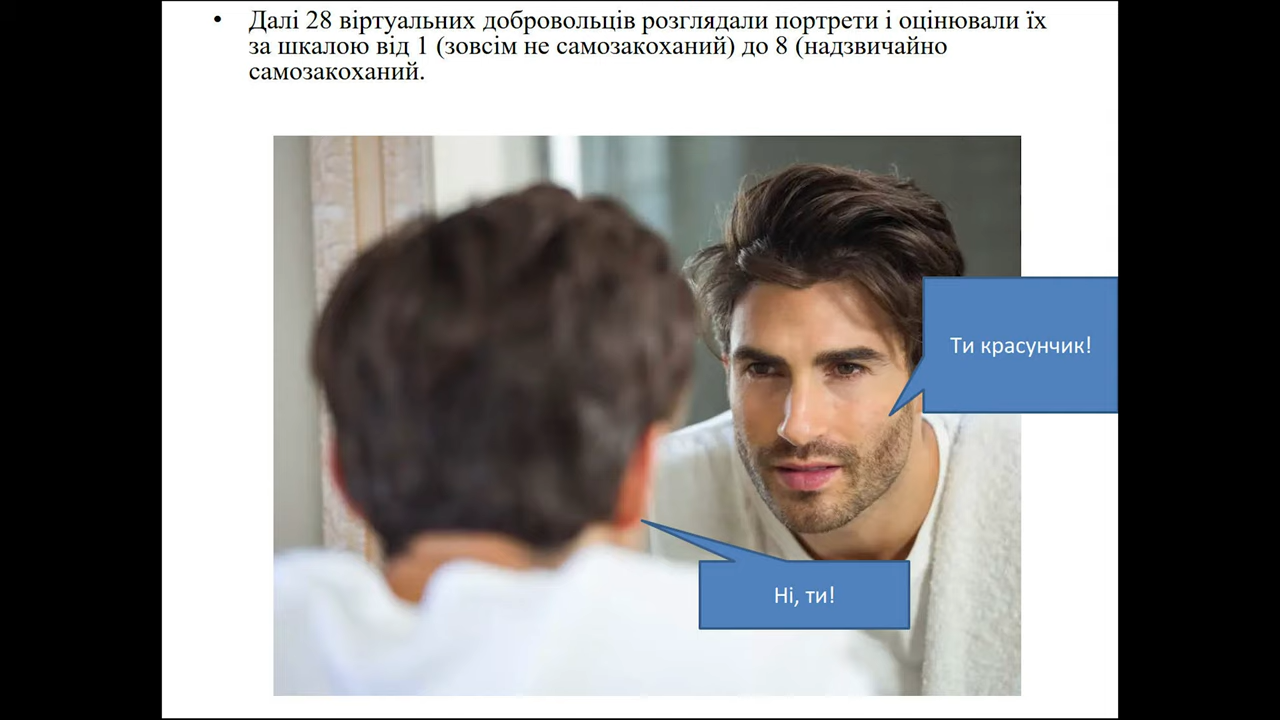 • Далі 28 віртуальних добровольців розглядали портрети і оцінювали їх
за шкалою від 1 (зовсім не самозакоханий) до 8 (надзвичайно
самозакоханий.
Ти красунчик!
Ні, ти!